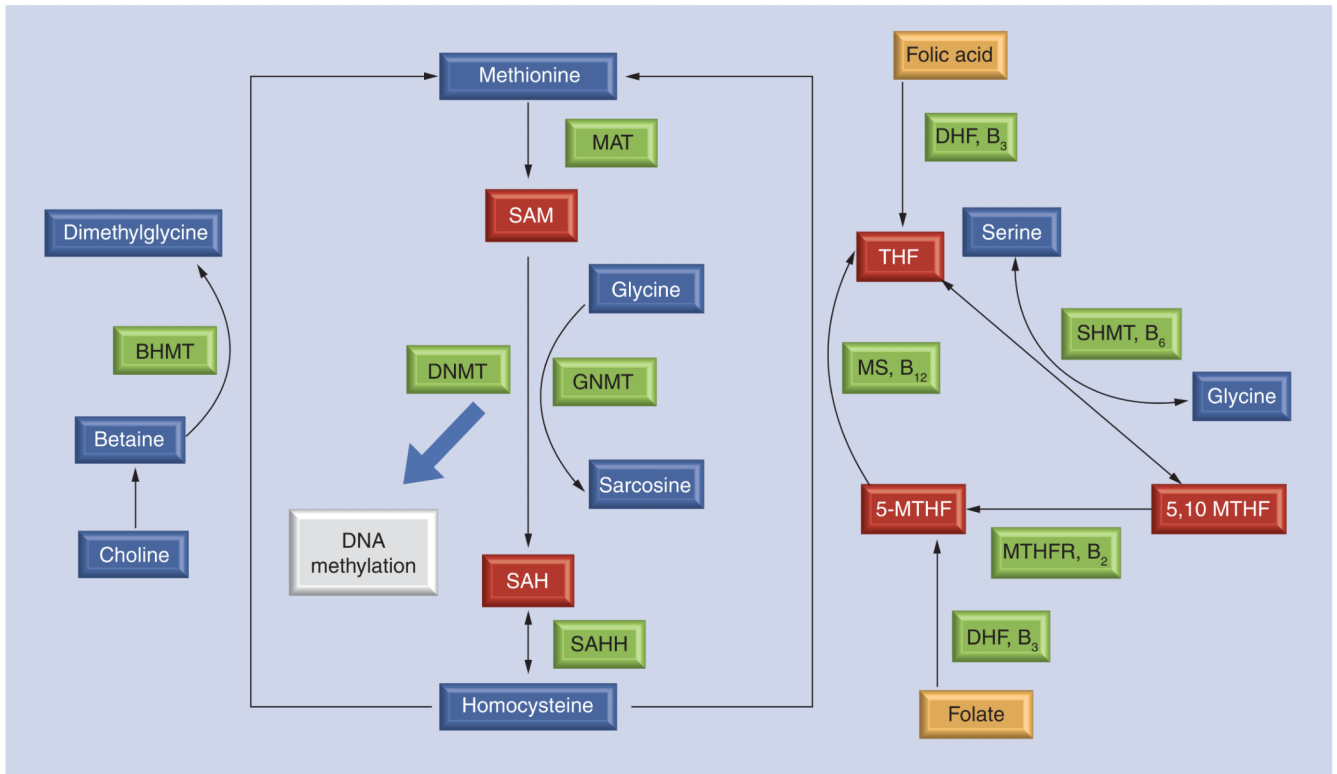 Folic acid
Methionine
DHF, B₃
MAT
SAM
Dimethylglycine
Serine
THF
Glycine
SHMT, B₆
BHMT
DNMT
GNMT
MS, B₁₂
Glycine
Betaine
Sarcosine
5-MTHF
5,10 MTHF
DNA
methylation
Choline
MTHFR, B₂
SAH
SAHH
DHF, B₃
Homocysteine
Folate